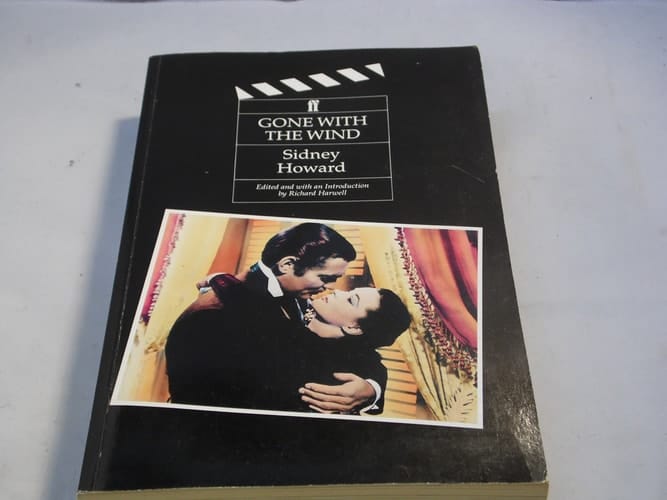 ff
GONE WITH
THE WIND
Sidney
Howard
Edited and with an Introduction
by Richard Harwell